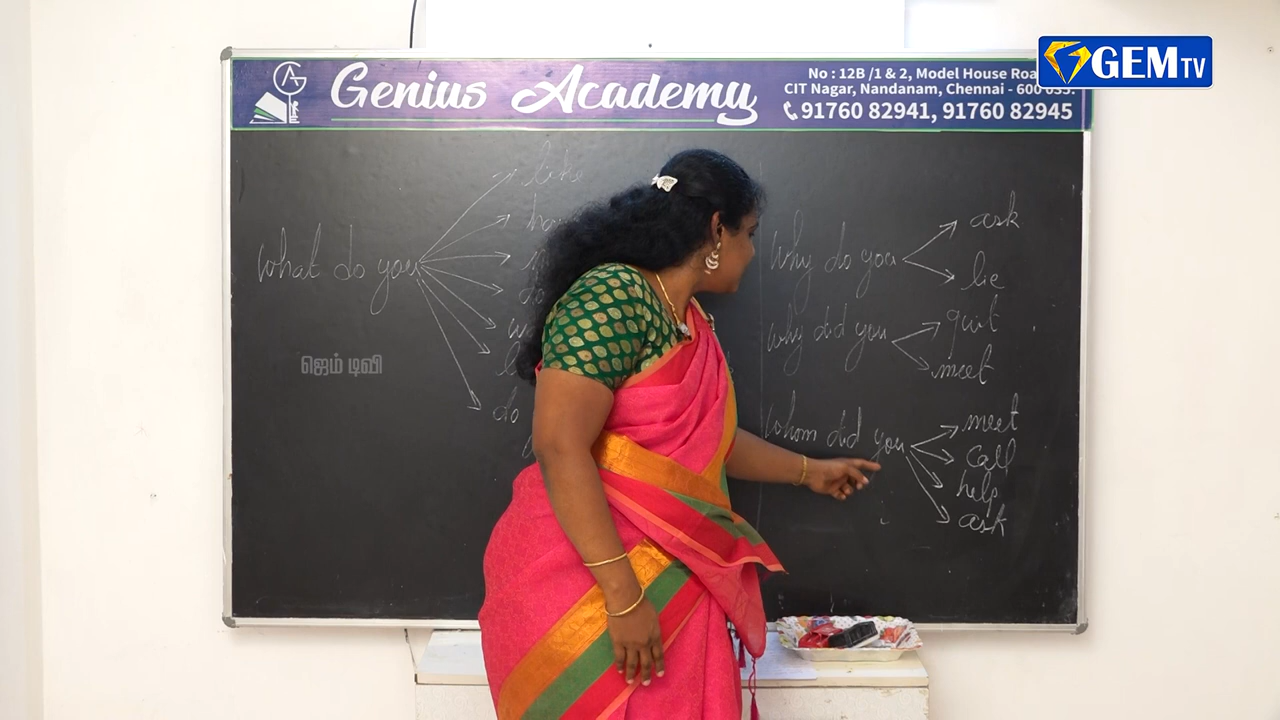 GEM TV
Genius Academy
No : 12B /1 & 2, Model House Roa
CIT Nagar, Nandanam, Chennai - 600 035.
91760 82941, 91760 82945
What do you
like
do
ஜெம் டிவி
Why do you
ask
lie
Why did you
quit
meet
Whom did you
meet
call
help
ask